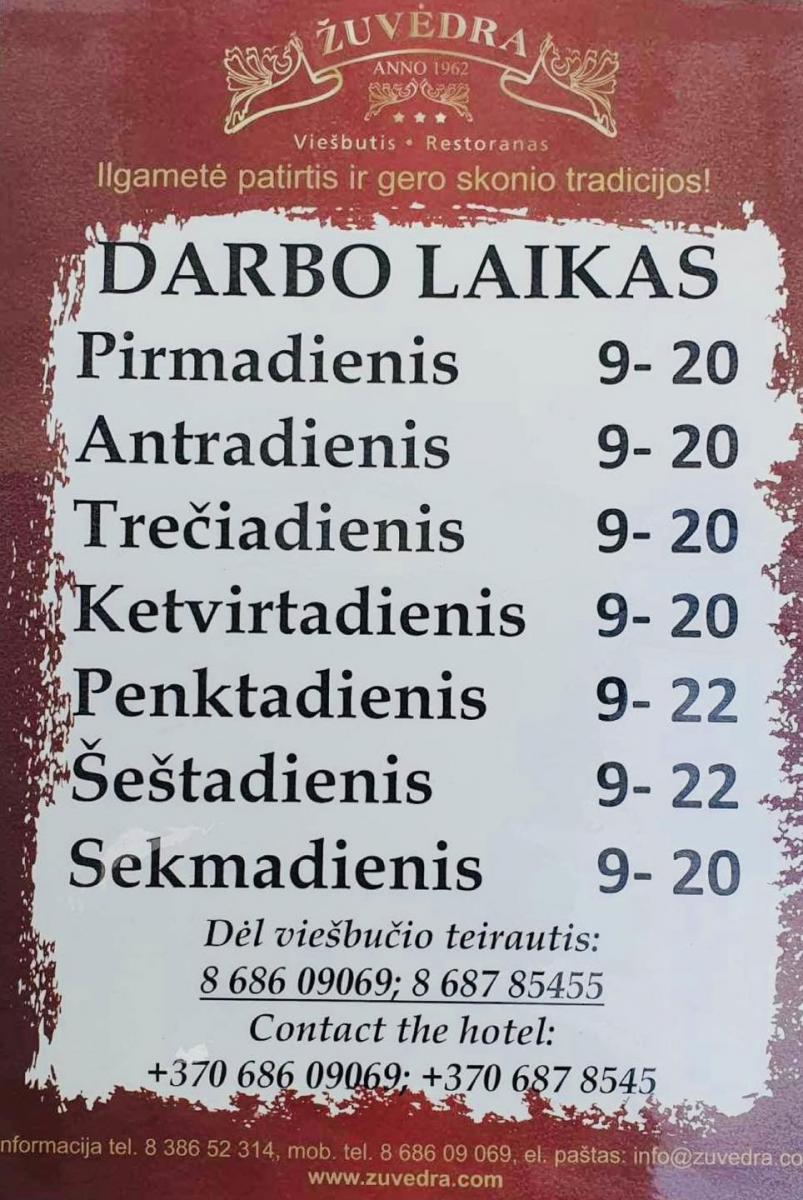 ŽUVĖDRA
ANNO 1962
Viešbutis • Restoranas
Ilgametė patirtis ir gero skonio tradicijos!
DARBO LAIKAS
Pirmadienis 9- 20
Antradienis 9- 20
Trečiadienis 9- 20
Ketvirtadienis 9- 20
Penktadienis 9- 22
Šeštadienis 9- 22
Sekmadienis 9- 20
Dėl viešbučio teirautis:
8 686 09069; 8 687 85455
Contact the hotel:
+370 686 09069; +370 687 8545
nformacija tel. 8 386 52 314, mob. tel. 8 686 09 069, el. paštas: info@zuvedra.co
www.zuvedra.com